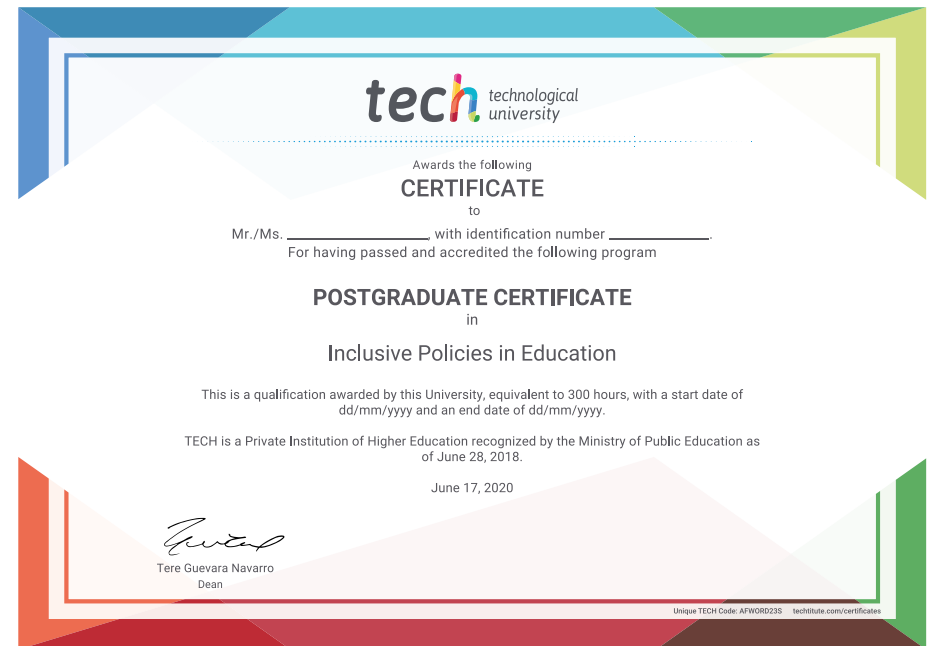 tech technological
university
Awards the following
CERTIFICATE
to
Mr./Ms. ____________________, with identification number ______________.
For having passed and accredited the following program
POSTGRADUATE CERTIFICATE
in
Inclusive Policies in Education
This is a qualification awarded by this University, equivalent to 300 hours, with a start date of
dd/mm/yyyy and an end date of dd/mm/yyyy.
TECH is a Private Institution of Higher Education recognized by the Ministry of Public Education as
of June 28, 2018.
June 17, 2020
Tere Guevara Navarro
Dean
Unique TECH Code: AFWORD23S techtitute.com/certificates